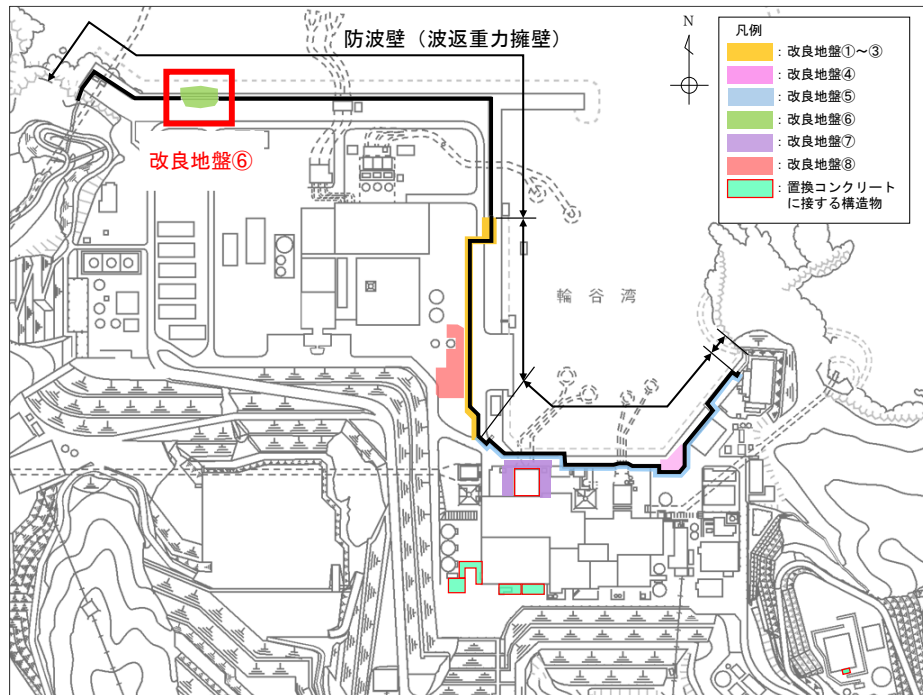 防波壁（波返重力擁壁）
N
凡例
：改良地盤①～③
：改良地盤④
：改良地盤⑤
：改良地盤⑥
：改良地盤⑦
：改良地盤⑧
：置換コンクリート
に接する構造物
改良地盤⑥
輪谷湾